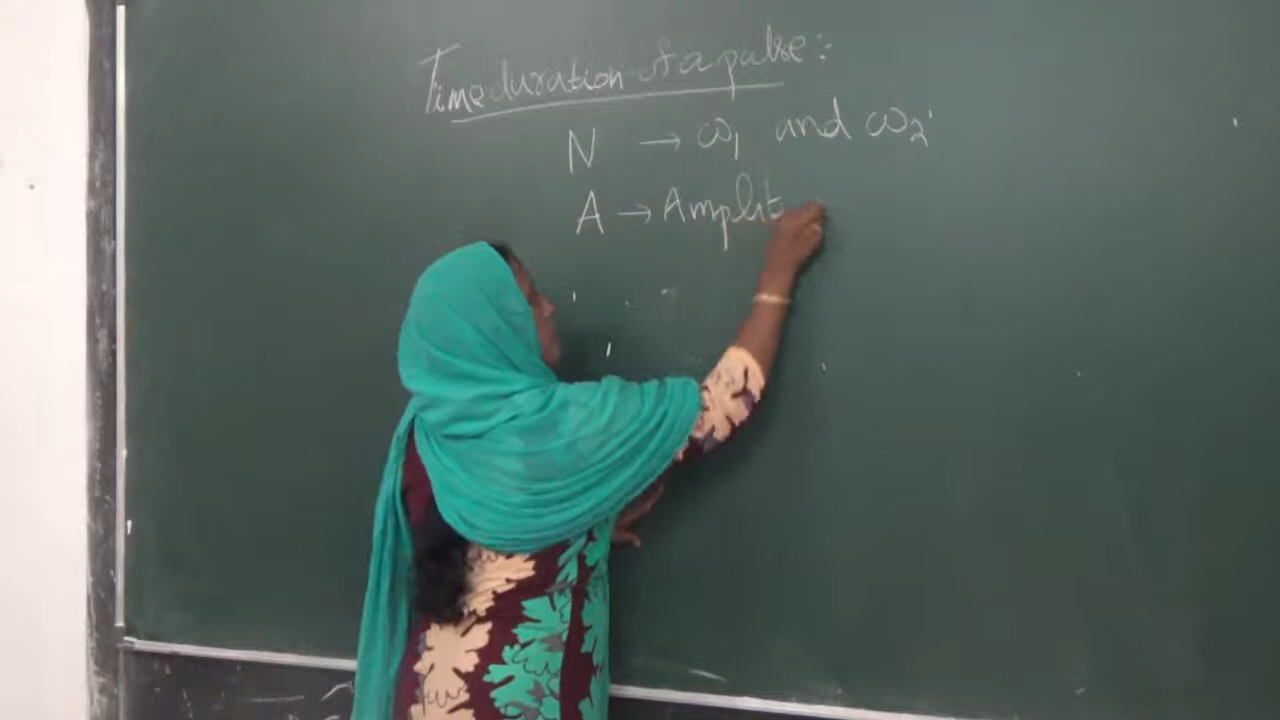 Time duration of a pulse:-
N → ω₁ and ω₂.
A → Amplit